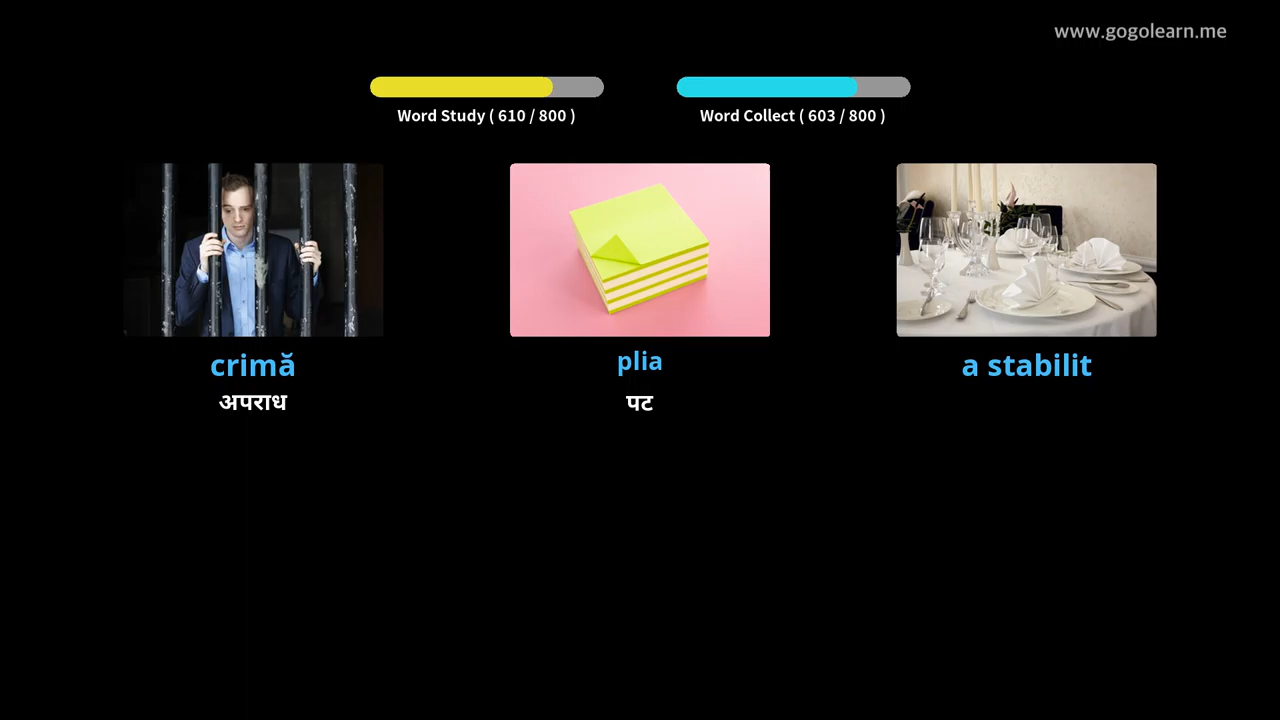 www.gogolearn.me
Word Study ( 610 / 800 )
Word Collect ( 603 / 800 )
crimă
plia
a stabilit
अपराध
पट